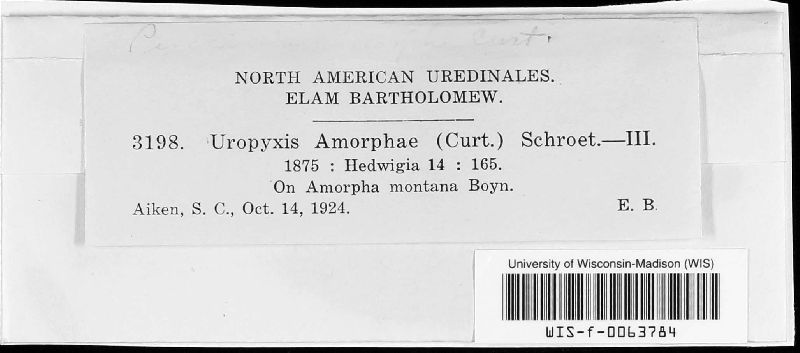 Curt.
NORTH AMERICAN UREDINALES.
ELAM BARTHOLOMEW.
3198. Uropyxis Amorphae (Curt.) Schroet.—III.
1875 : Hedwigia 14 : 165.
On Amorpha montana Boyn.
Aiken, S. C., Oct. 14, 1924. E. B.
University of Wisconsin-Madison (WIS)
WIS-f-0063784